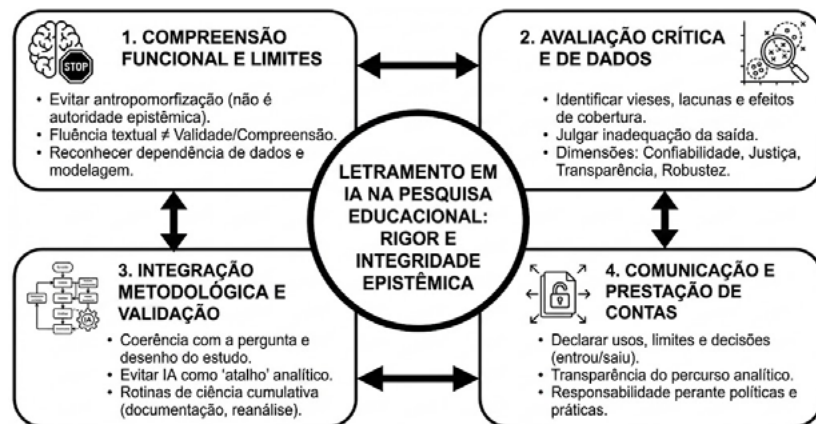 1. COMPREENSÃO
FUNCIONAL E LIMITES
STOP
• Evitar antropomorfização (não é
autoridade epistêmica).
• Fluência textual ≠ Validade/Compreensão.
• Reconhecer dependência de dados e
modelagem.
2. AVALIAÇÃO CRÍTICA
E DE DADOS
• Identificar vieses, lacunas e efeitos
de cobertura.
• Julgar inadequação da saída.
• Dimensões: Confiabilidade, Justiça,
Transparência, Robustez.
LETRAMENTO EM
IA NA PESQUISA
EDUCACIONAL:
RIGOR E
INTEGRIDADE
EPISTÊMICA
3. INTEGRAÇÃO
METODOLÓGICA E
VALIDAÇÃO
• Coerência com a pergunta e
desenho do estudo.
• Evitar IA como ‘atalho’ analítico.
• Rotinas de ciência cumulativa
(documentação, reanálise).
4. COMUNICAÇÃO E
PRESTAÇÃO DE
CONTAS
• Declarar usos, limites e decisões
(entrou/saiu).
• Transparência do percurso analítico.
• Responsabilidade perante políticas e
práticas.